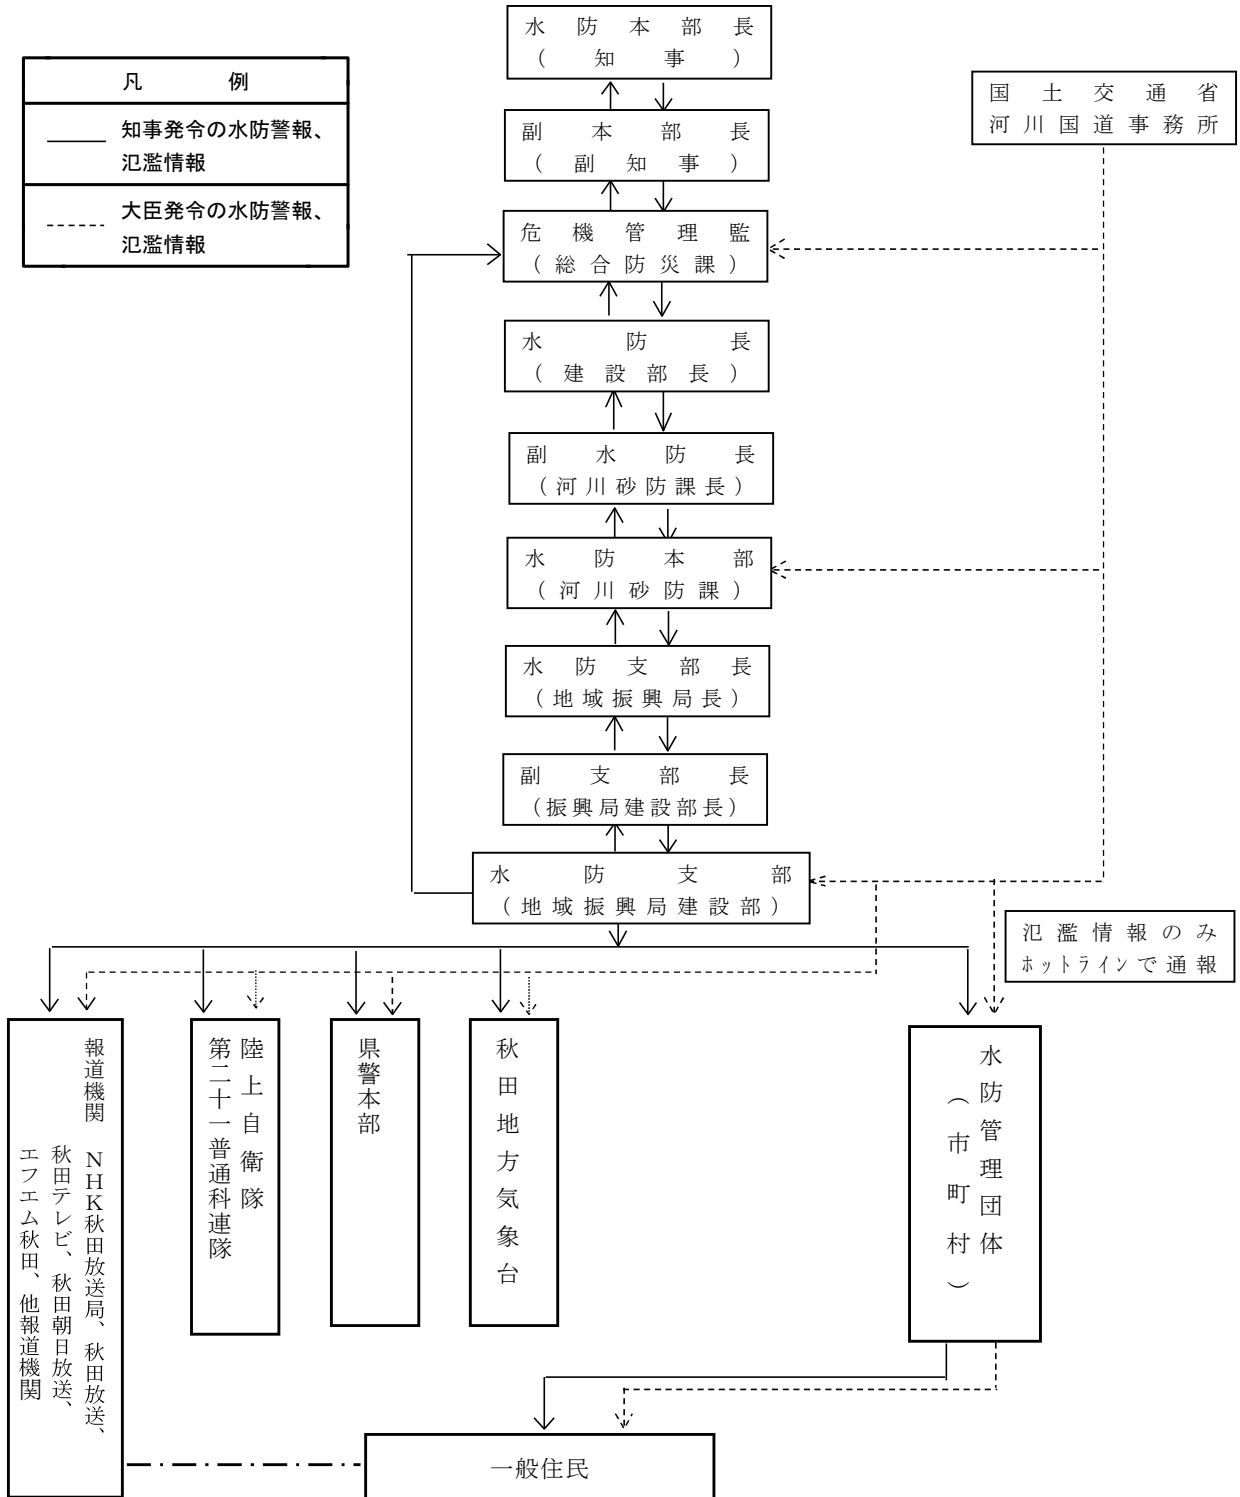 水防本部長
(知事)
凡例
知事発令の水防警報、
氾濫情報
大臣発令の水防警報、
氾濫情報
国土交通省
河川国道事務所
副本部長
(副知事)
危機管理監
(総合防災課)
水防長
(建設部長)
副水防長
(河川砂防課長)
水防本部
(河川砂防課)
水防支部長
(地域振興局長)
副支部長
(振興局建設部長)
水防支部
(地域振興局建設部)
氾濫情報のみ
ホットラインで通報
報道機関 NHK秋田放送局、秋田放送、
秋田テレビ、秋田朝日放送、
エフエム秋田、他報道機関
陸上自衛隊
第二十一普通科連隊
県警本部
秋田地方気象台
水防管理団体
(市町村)
一般住民